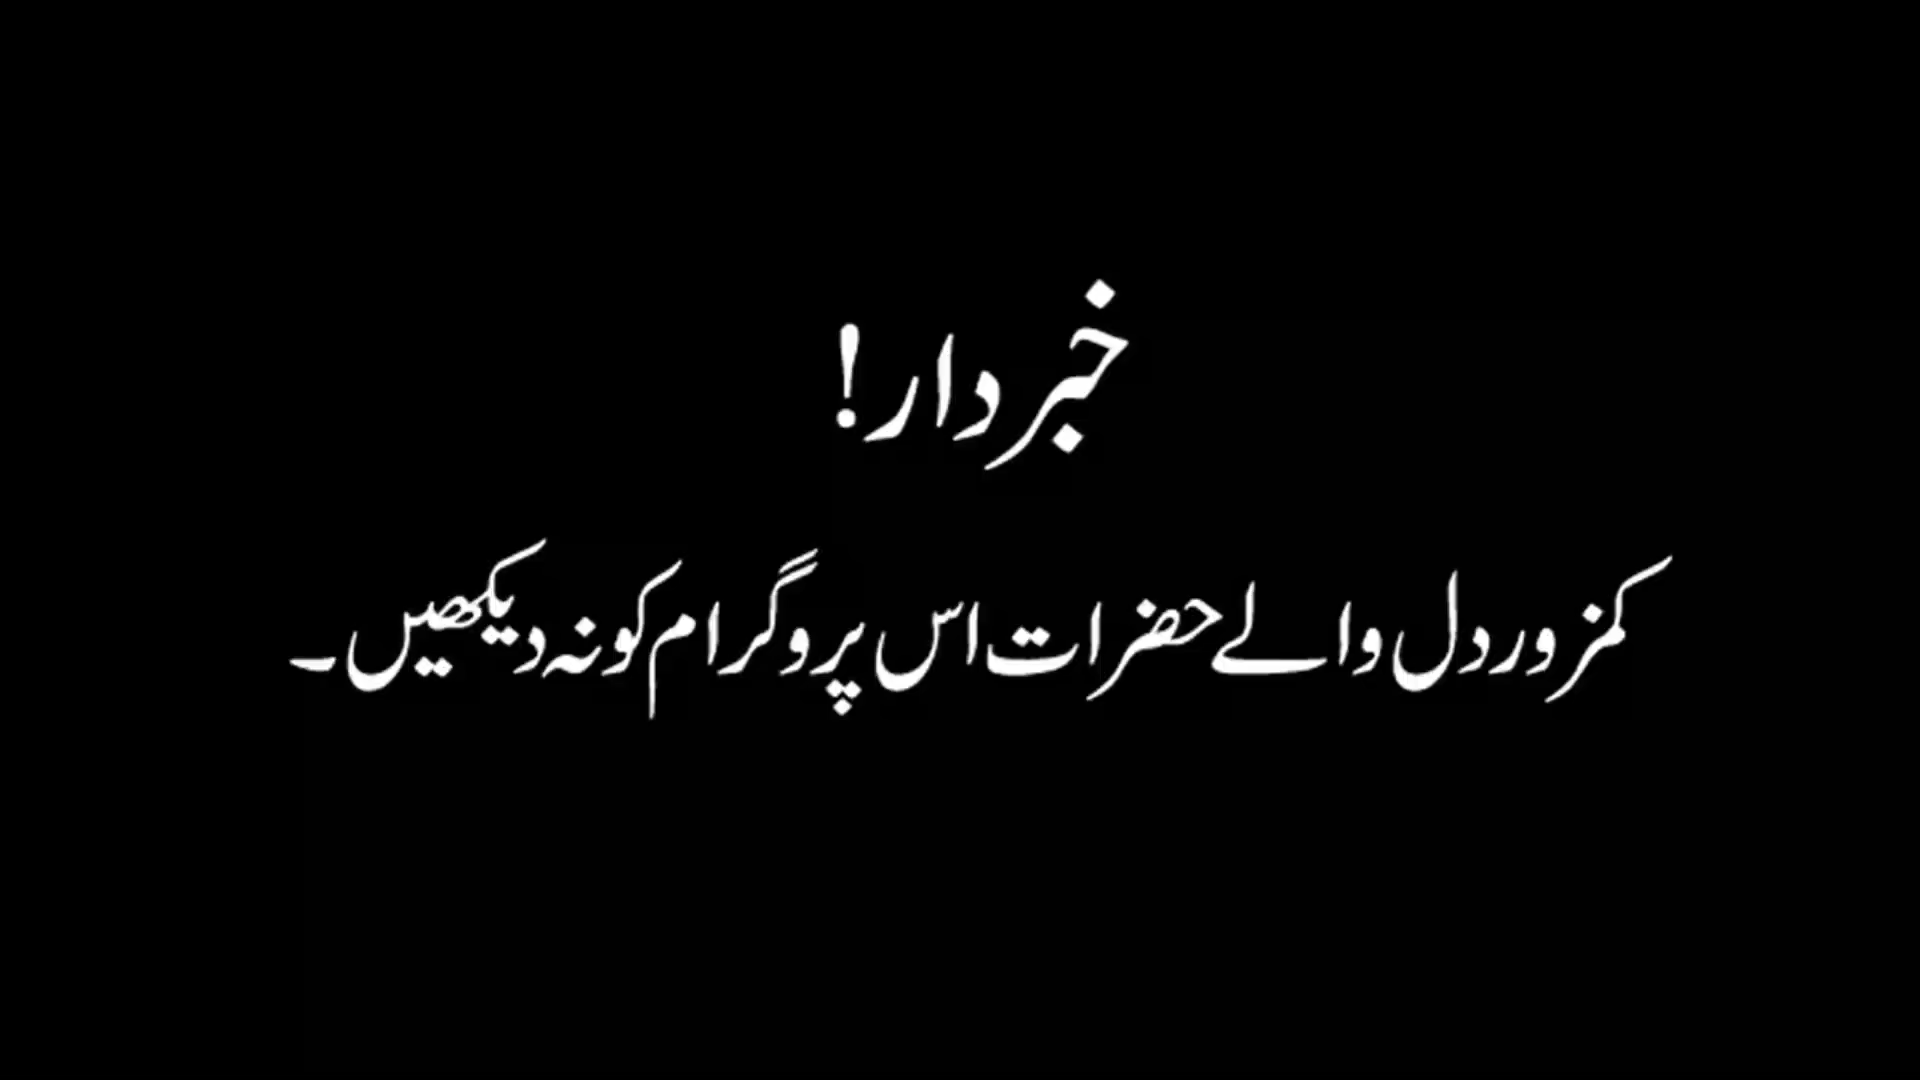 خبردار!
کمزور دل والے حضرات اس پروگرام کو نہ دیکھیں۔